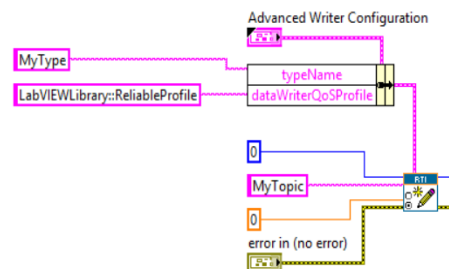 Advanced Writer Configuration
MyType
typeName
LabVIEWLibrary::ReliableProfile
dataWriterQoSProfile
0
RTI
MyTopic
0
error in (no error)